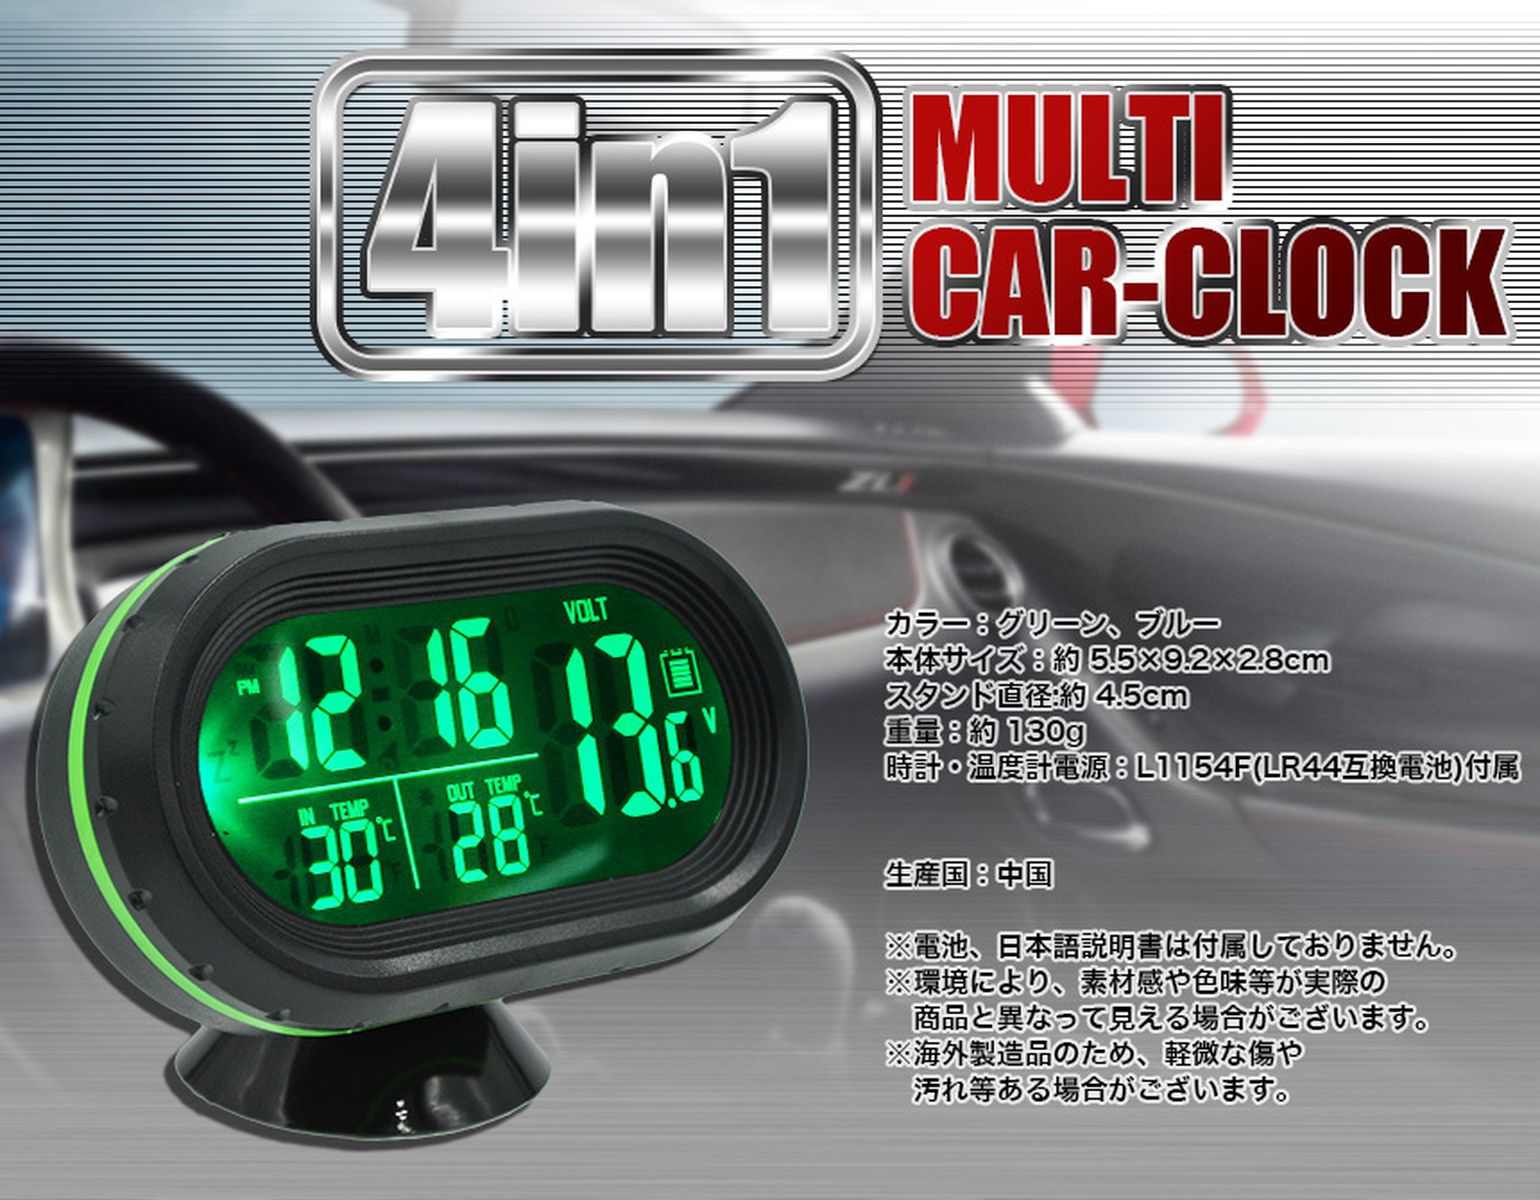 4in1
MULTI
CAR-CLOCK
VOLT
PM 12:16
13.6 V
IN TEMP
30℃
OUT TEMP
28℃
カラー：グリーン、ブルー
本体サイズ：約 5.5×9.2×2.8cm
スタンド直径:約 4.5cm
重量：約 130g
時計・温度計電源：L1154F(LR44互換電池)付属
生産国：中国
※電池、日本語説明書は付属しておりません。
※環境により、素材感や色味等が実際の
商品と異なって見える場合がございます。
※海外製造品のため、軽微な傷や
汚れ等ある場合がございます。